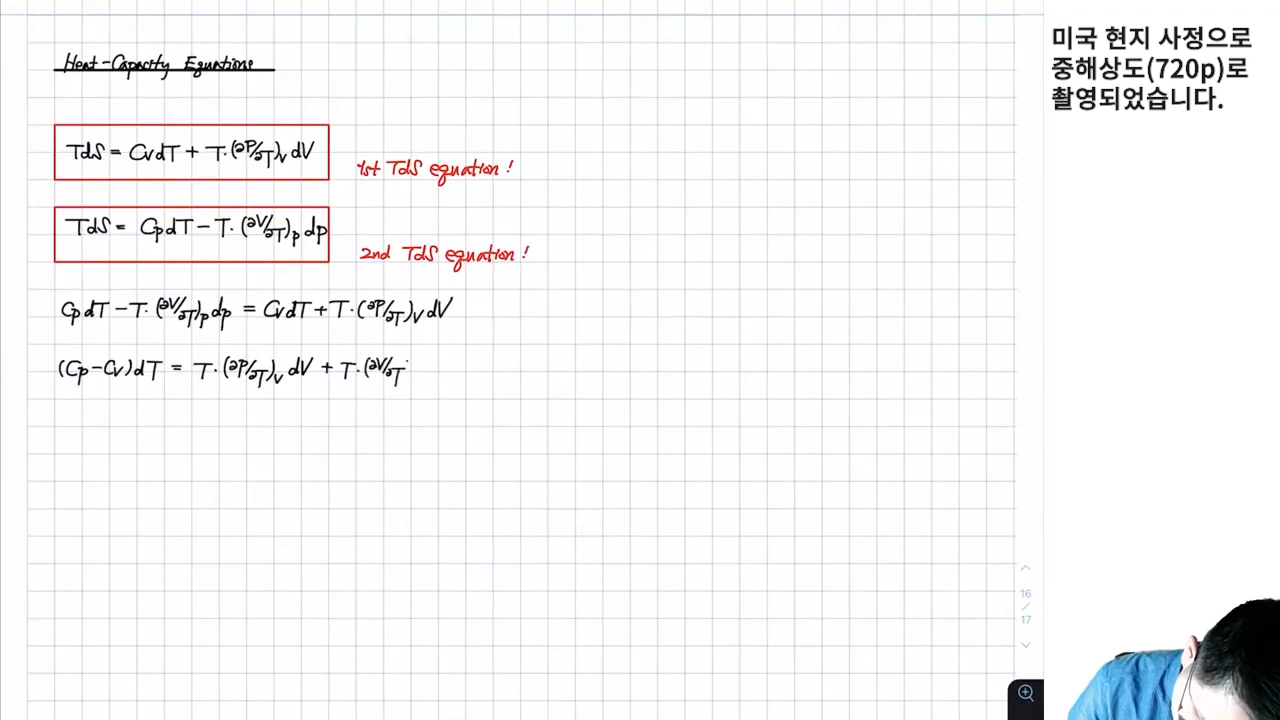 Heat-Capacity Equations
TdS = CvdT + T·(∂P/∂T)v dV
1st TdS equation!
TdS = CpdT - T·(∂V/∂T)p dp
2nd TdS equation!
CpdT - T·(∂V/∂T)p dp = CvdT + T·(∂P/∂T)v dV
(Cp - Cv)dT = T·(∂P/∂T)v dV + T·(∂V/∂T
미국 현지 사정으로
중해상도(720p)로
촬영되었습니다.
16
/
17